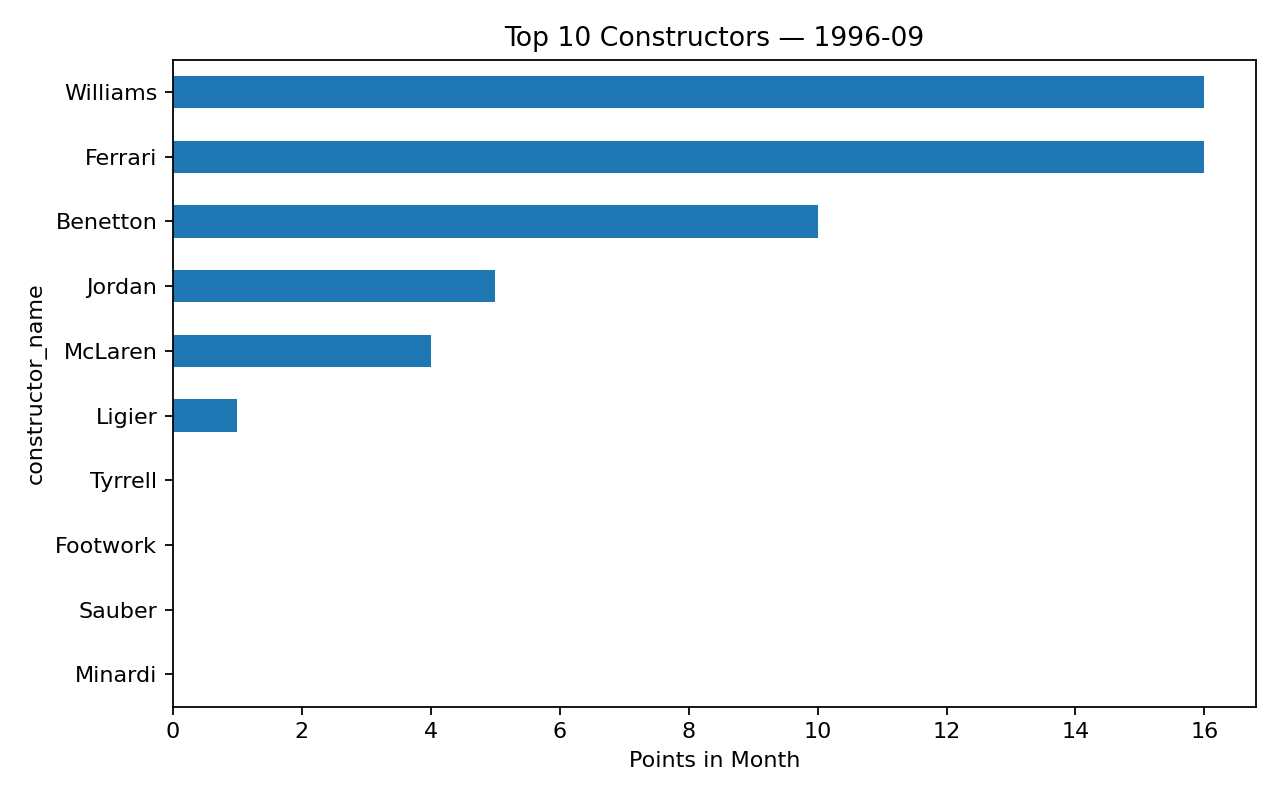 Top 10 Constructors — 1996-09
constructor_name
Williams
Ferrari
Benetton
Jordan
McLaren
Ligier
Tyrrell
Footwork
Sauber
Minardi
0 2 4 6 8 10 12 14 16
Points in Month